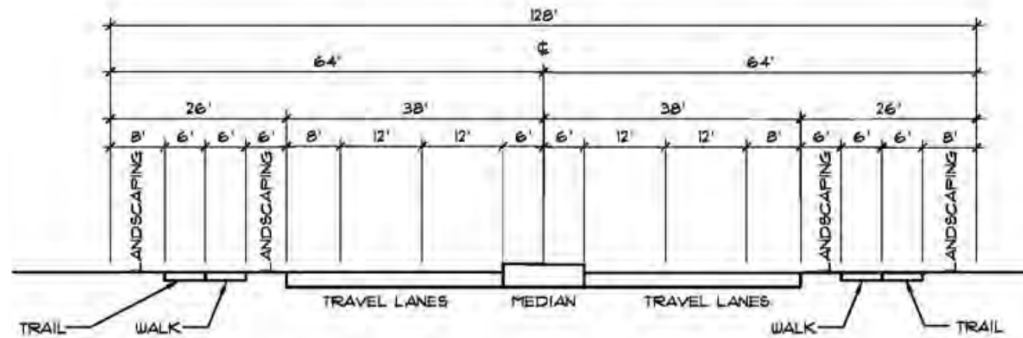 128'
64' ℄ 64'
26' 38' 38' 26'
8' 6' 6' 6' 8' 12' 12' 6' 6' 12' 12' 8' 6' 6' 6' 8'
LANDSCAPING LANDSCAPING LANDSCAPING LANDSCAPING
TRAVEL LANES MEDIAN TRAVEL LANES
TRAIL WALK WALK TRAIL